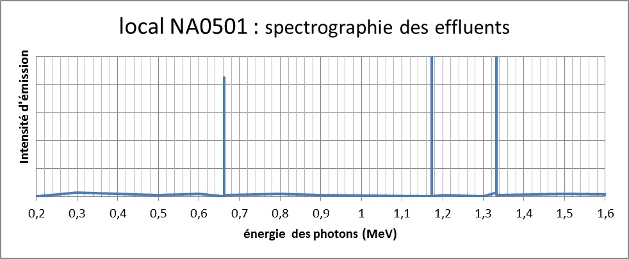 local NA0501 : spectrographie des effluents
Intensité d'émission
0,2 0,3 0,4 0,5 0,6 0,7 0,8 0,9 1 1,1 1,2 1,3 1,4 1,5 1,6
énergie des photons (MeV)